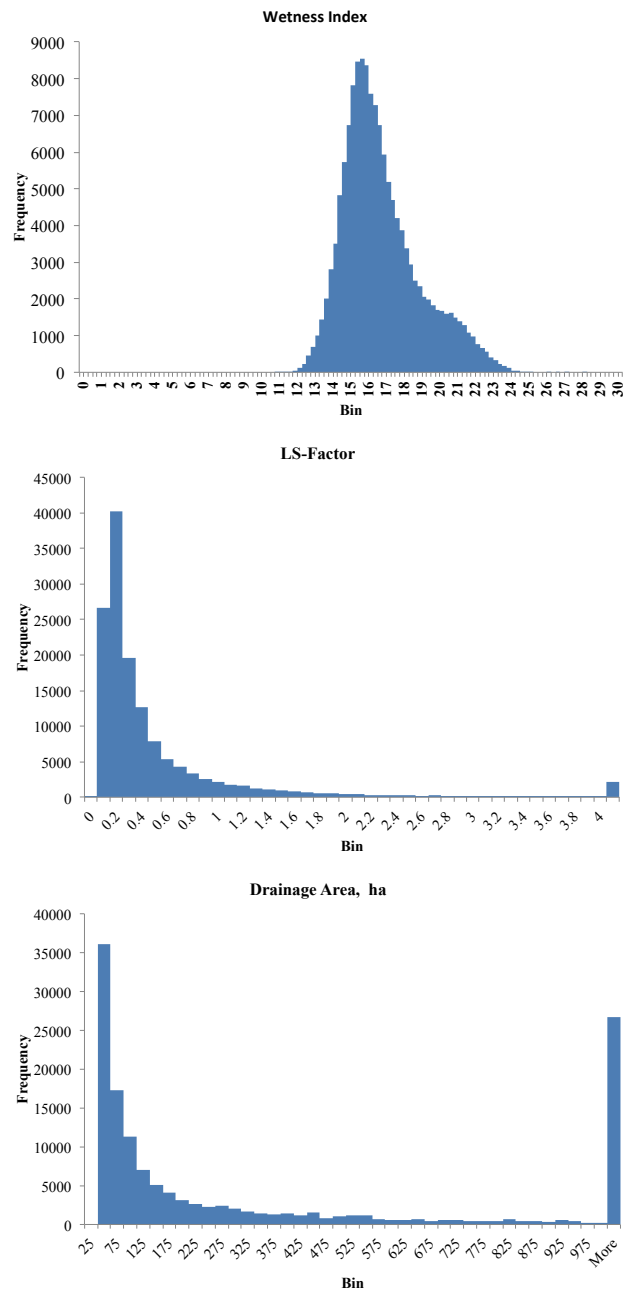 Wetness Index
9000
8000
7000
6000
5000
4000
3000
2000
1000
0
Frequency
0 1 2 3 4 5 6 7 8 9 10 11 12 13 14 15 16 17 18 19 20 21 22 23 24 25 26 27 28 29 30
Bin
LS-Factor
45000
40000
35000
30000
25000
20000
15000
10000
5000
0
Frequency
0 0.2 0.4 0.6 0.8 1 1.2 1.4 1.6 1.8 2 2.2 2.4 2.6 2.8 3 3.2 3.4 3.6 3.8 4
Bin
Drainage Area, ha
40000
35000
30000
25000
20000
15000
10000
5000
0
Frequency
25 75 125 175 225 275 325 375 425 475 525 575 625 675 725 775 825 875 925 975 More
Bin